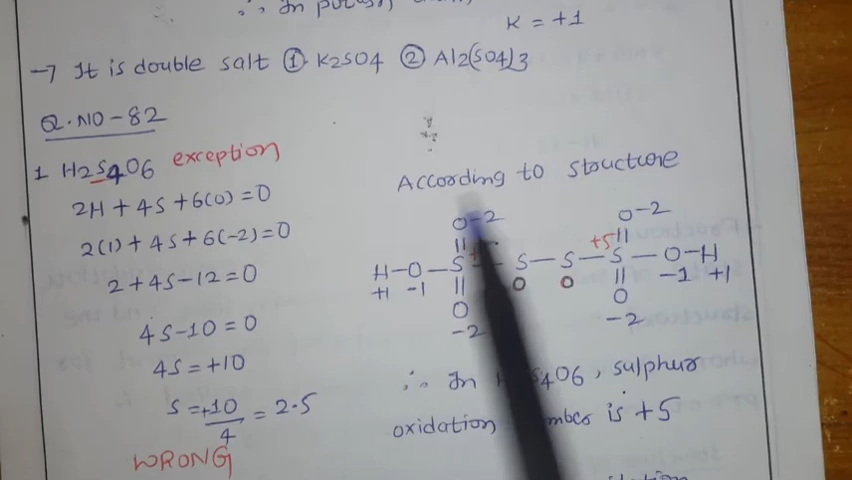 ∴ In
K = +1
→ It is double salt ① K2SO4 ② Al2(SO4)3
Q.NO-82
1 H2S4O6 exception
2H + 4S + 6(0) = 0
2(1) + 4S + 6(-2) = 0
2 + 4S - 12 = 0
4S - 10 = 0
4S = +10
S = +10/4 = 2.5
WRONG
According to structure
O-2 O-2
|| +5 ||
H-O-S S-S-S-O-H
+1 -1 || 0 0 || -1 +1
O O
-2 -2
∴ In S4O6, sulphur
oxidation is +5